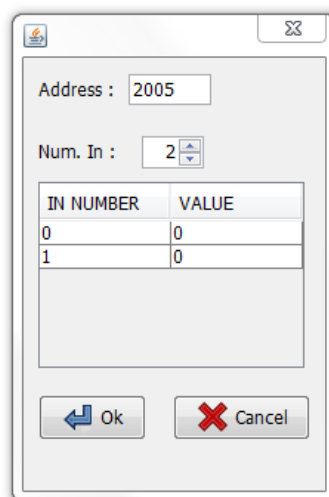 Address : 2005
Num. In : 2
IN NUMBER VALUE
0 0
1 0
Ok Cancel